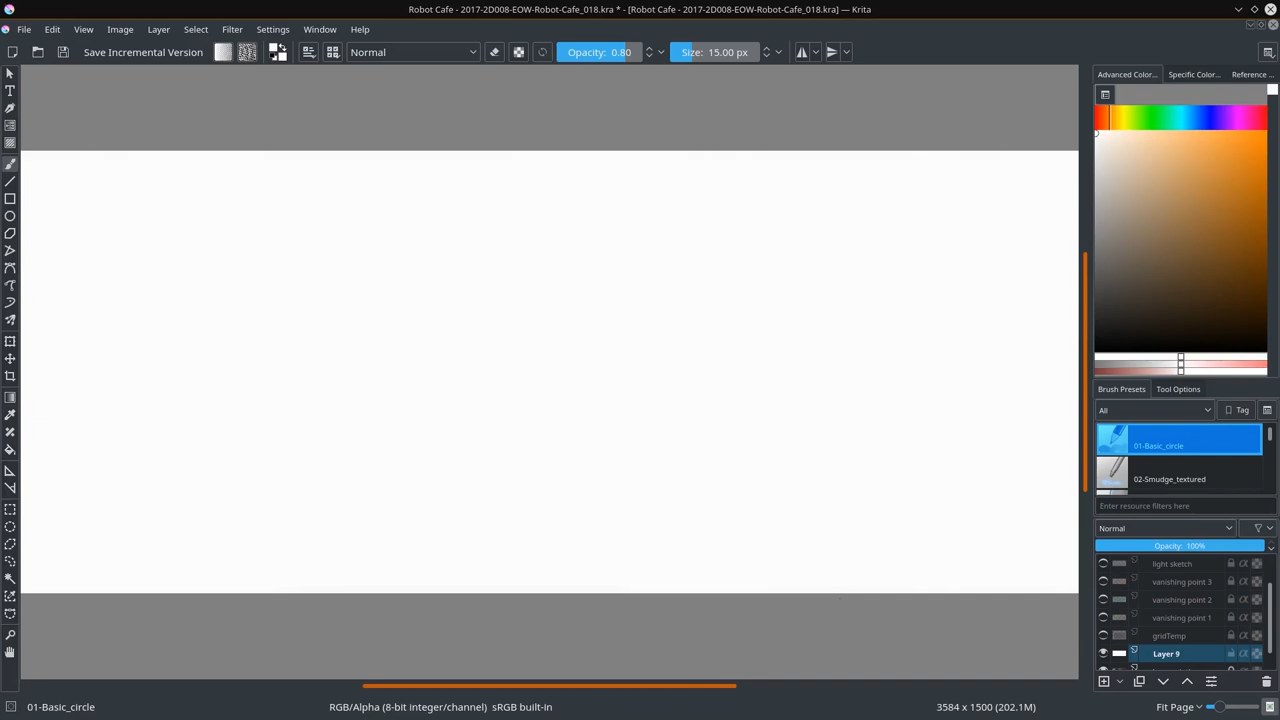 Robot Cafe - 2017-2D008-EOW-Robot-Cafe_018.kra * - [Robot Cafe - 2017-2D008-EOW-Robot-Cafe_018.kra] — Krita
File Edit View Image Layer Select Filter Settings Window Help
Save Incremental Version Normal Opacity: 0.80 Size: 15.00 px
Advanced Color... Specific Color... Reference ...
Brush Presets Tool Options
All Tag
01-Basic_circle
02-Smudge_textured
Enter resource filters here
Normal
Opacity: 100%
light sketch
vanishing point 3
vanishing point 2
vanishing point 1
gridTemp
Layer 9
01-Basic_circle RGB/Alpha (8-bit integer/channel) sRGB built-in 3584 x 1500 (202.1M) Fit Page